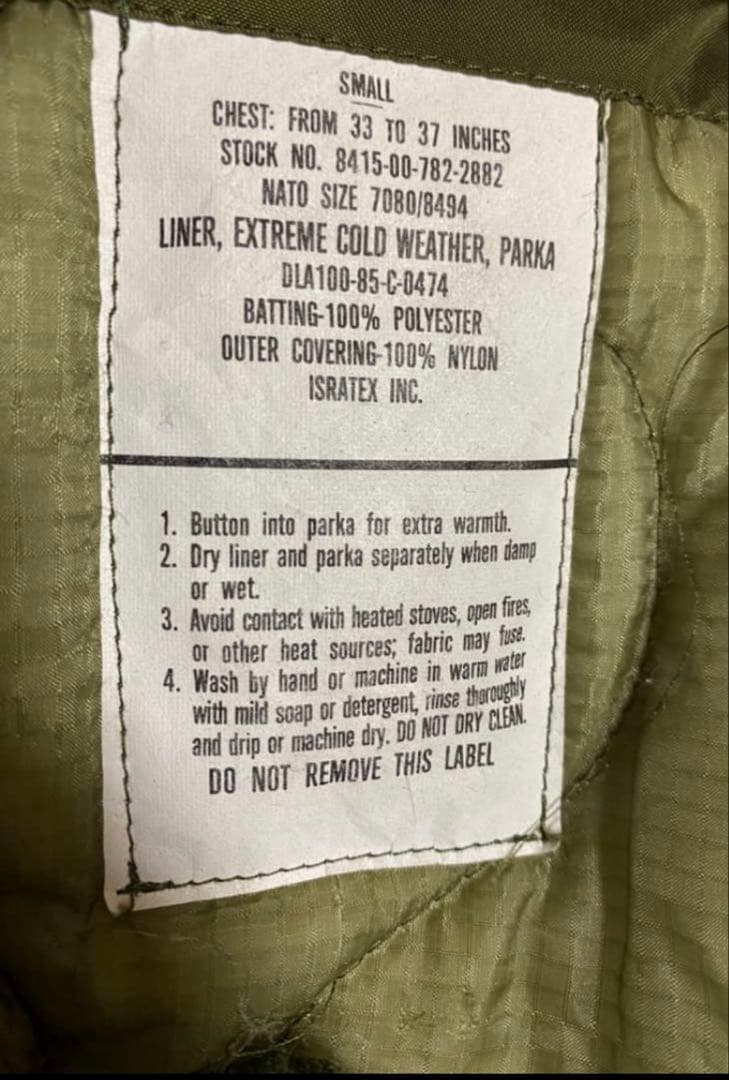 SMALL
CHEST: FROM 33 TO 37 INCHES
STOCK NO. 8415-00-782-2882
NATO SIZE 7080/8494
LINER, EXTREME COLD WEATHER, PARKA
DLA100-85-C-0474
BATTING-100% POLYESTER
OUTER COVERING-100% NYLON
ISRATEX INC.
1. Button into parka for extra warmth.
2. Dry liner and parka separately when damp
or wet.
3. Avoid contact with heated stoves, open fires,
or other heat sources; fabric may fuse.
4. Wash by hand or machine in warm water
with mild soap or detergent, rinse thoroughly
and drip or machine dry. DO NOT DRY CLEAN.
DO NOT REMOVE THIS LABEL